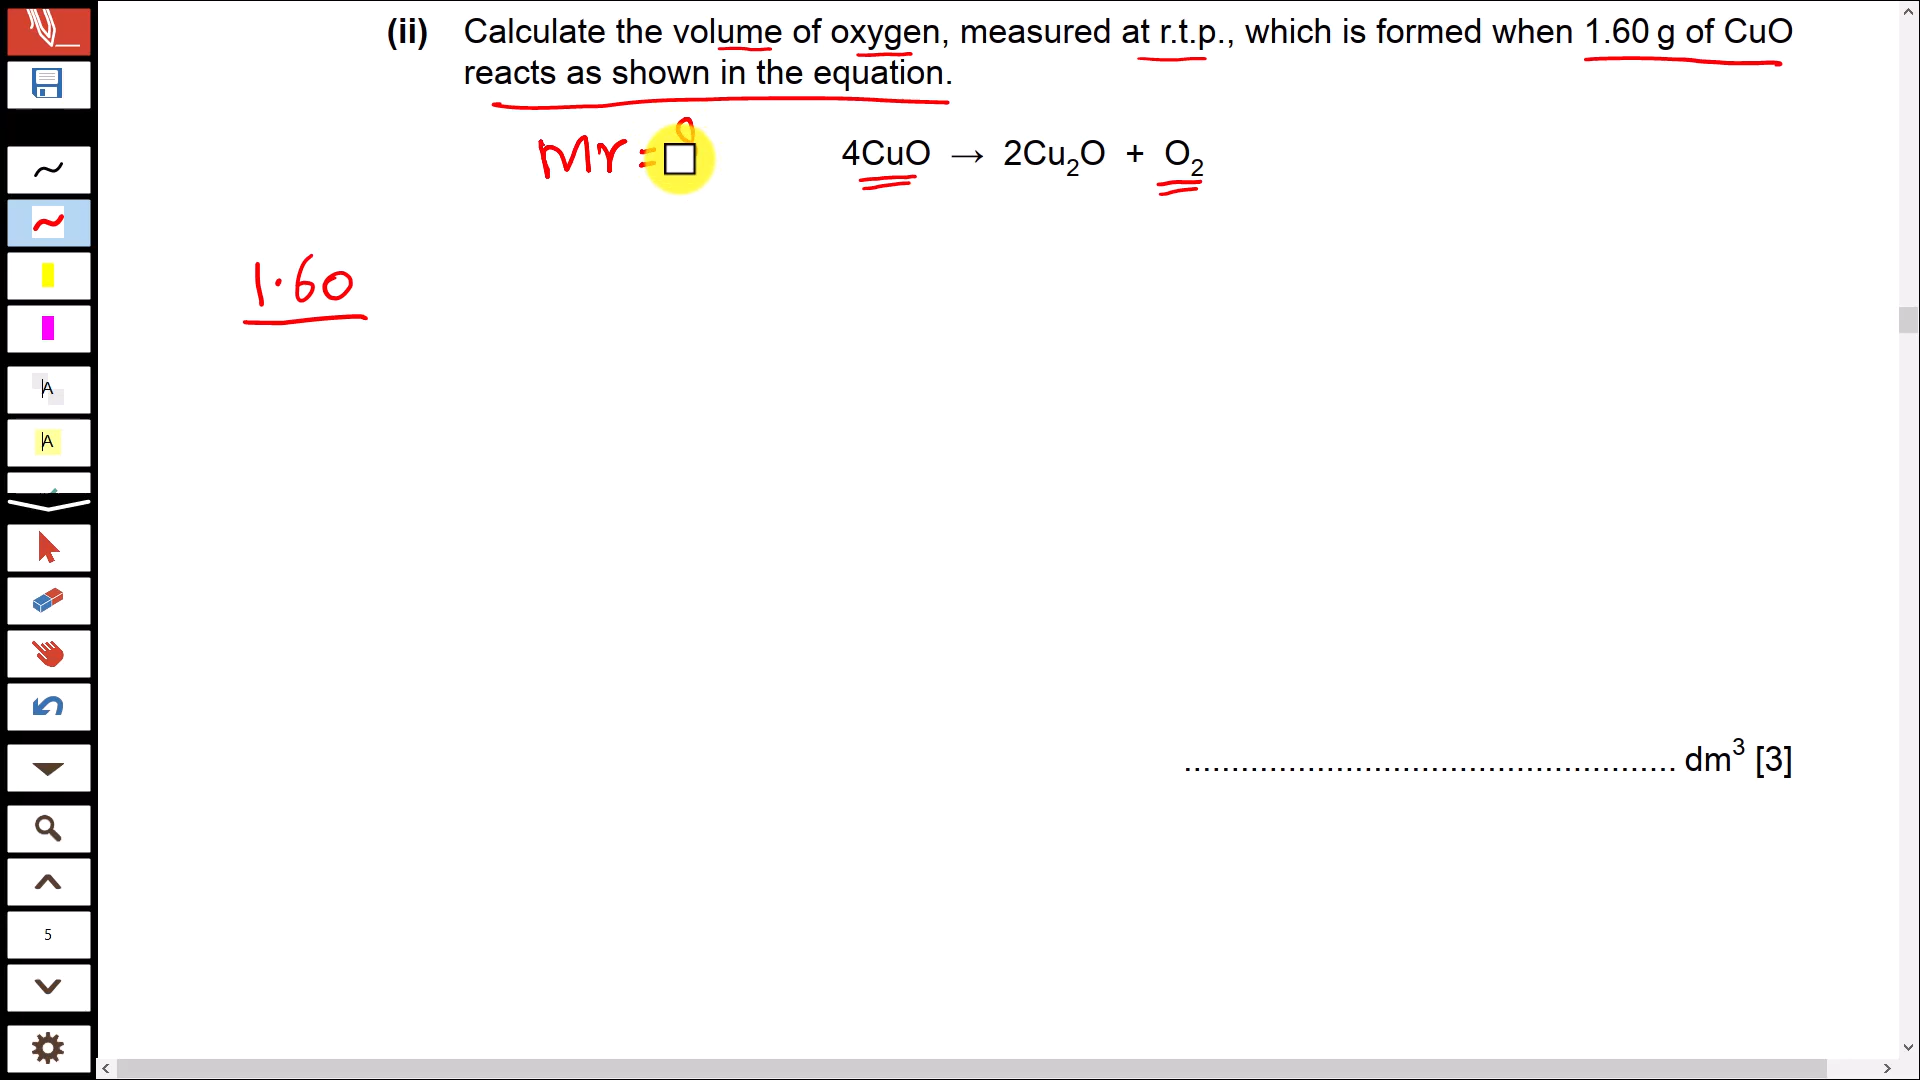 (ii) Calculate the volume of oxygen, measured at r.t.p., which is formed when 1.60 g of CuO
reacts as shown in the equation.
Mr =
4CuO → 2Cu₂O + O₂
1.60
.................................................... dm³ [3]
A
A
5